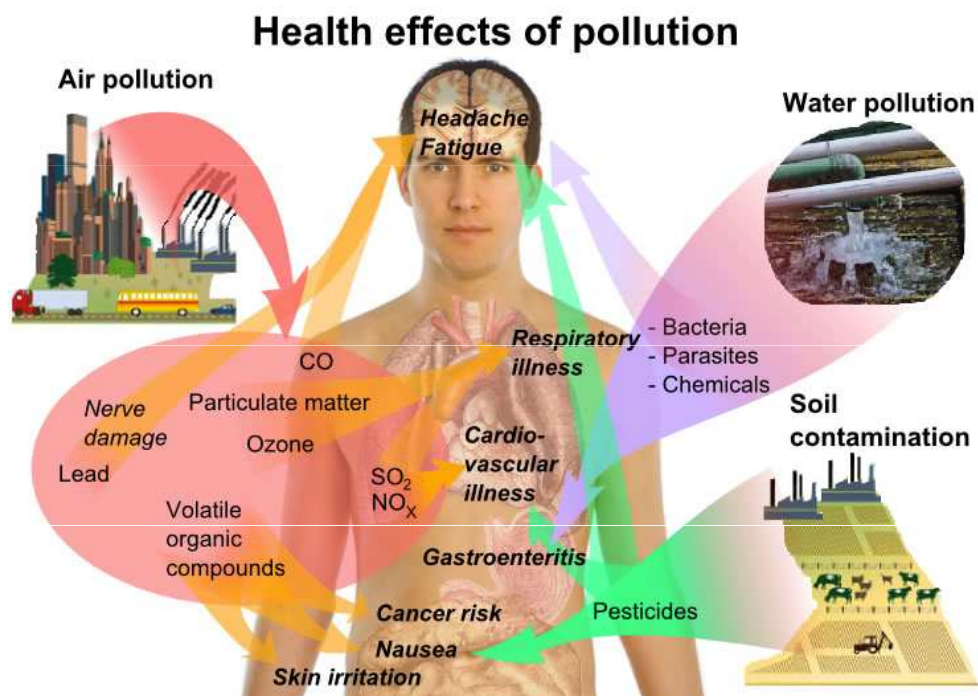 Health effects of pollution
Air pollution
Water pollution
Headache
Fatigue
Respiratory
illness
- Bacteria
- Parasites
- Chemicals
CO
Particulate matter
Nerve
damage
Ozone
Lead
Soil
contamination
Cardio-
vascular
illness
SO2
NOX
Volatile
organic
compounds
Gastroenteritis
Pesticides
Cancer risk
Nausea
Skin irritation